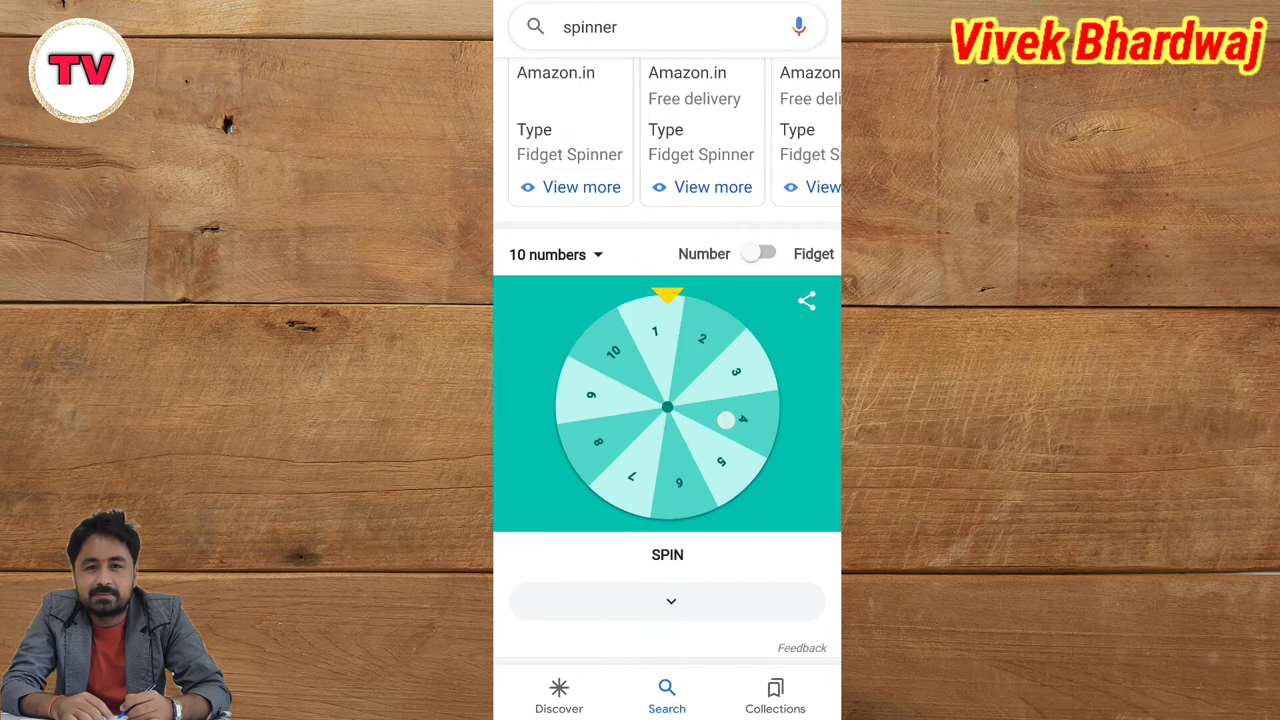 TV
Vivek Bhardwaj
spinner
Amazon.in
Amazon.in
Amazon
Free delivery
Free deli
Type
Type
Type
Fidget Spinner
Fidget Spinner
Fidget S
View more
View more
View
10 numbers
Number
Fidget
1
2
3
4
5
6
7
8
9
10
SPIN
Feedback
Discover
Search
Collections